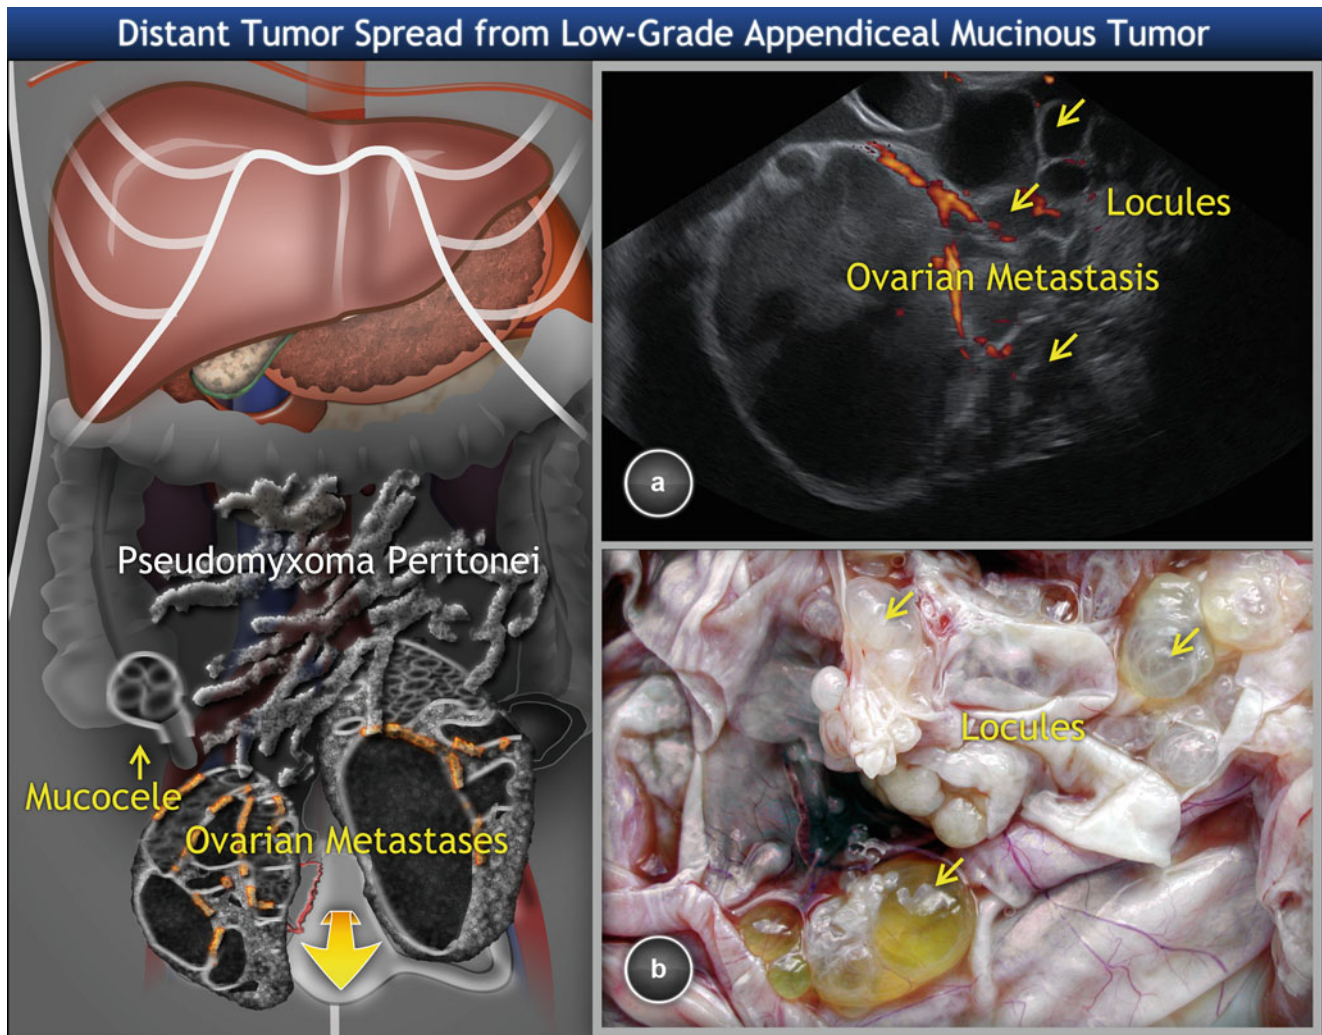 Distant Tumor Spread from Low-Grade Appendiceal Mucinous Tumor
Pseudomyxoma Peritonei
Mucocele
Ovarian Metastases
Locules
Ovarian Metastasis
a
Locules
b